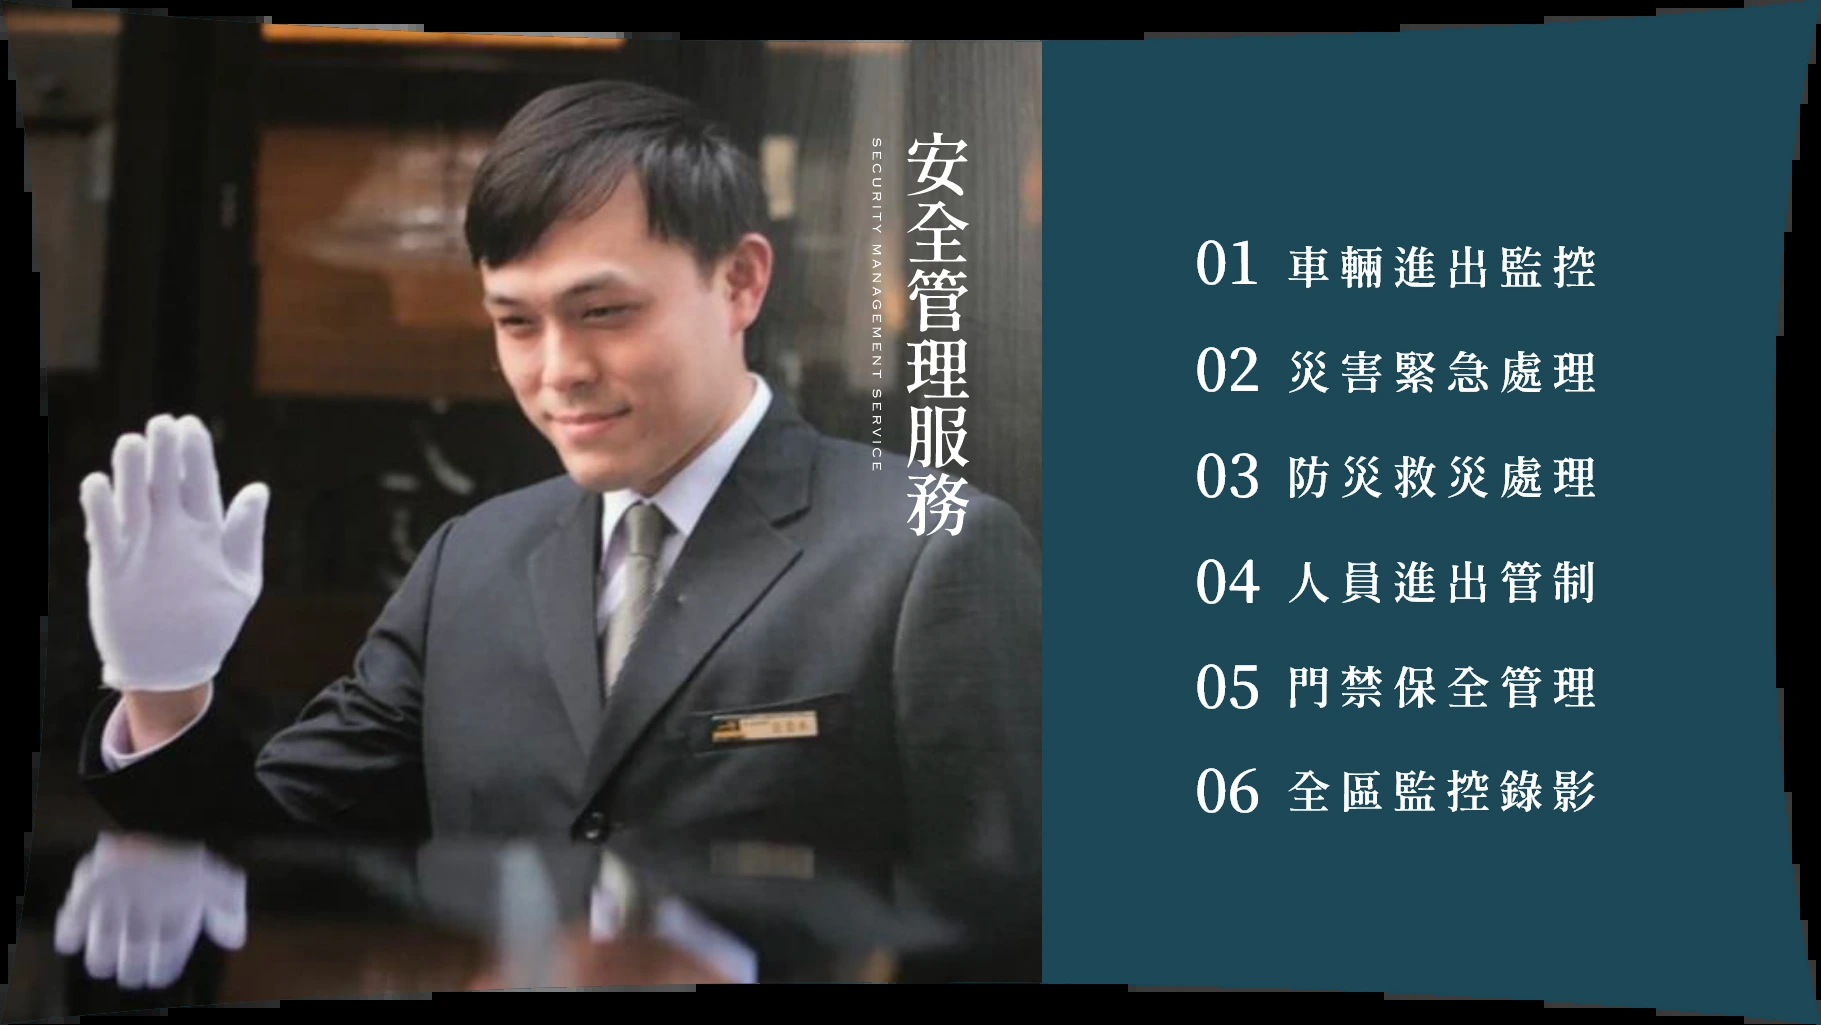 安全管理服務
SECURITY MANAGEMENT SERVICE
01 車輛進出監控
02 災害緊急處理
03 防災救災處理
04 人員進出管制
05 門禁保全管理
06 全區監控錄影